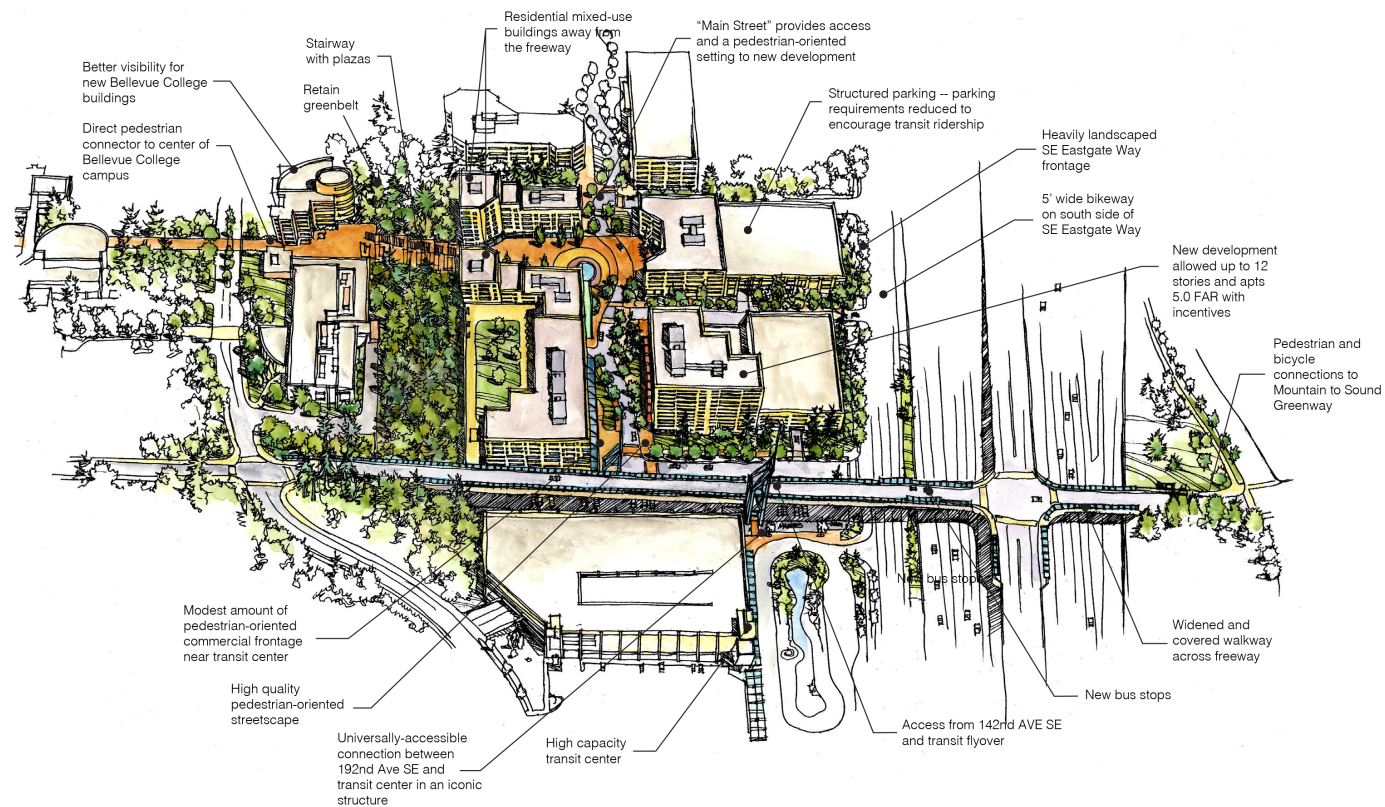 Residential mixed-use
buildings away from
the freeway
"Main Street" provides access
and a pedestrian-oriented
setting to new development
Stairway
with plazas
Better visibility for
new Bellevue College
buildings
Retain
greenbelt
Structured parking -- parking
requirements reduced to
encourage transit ridership
Direct pedestrian
connector to center of
Bellevue College
campus
Heavily landscaped
SE Eastgate Way
frontage
5' wide bikeway
on south side of
SE Eastgate Way
New development
allowed up to 12
stories and apts
5.0 FAR with
incentives
Pedestrian and
bicycle
connections to
Mountain to Sound
Greenway
New bus stops
Modest amount of
pedestrian-oriented
commercial frontage
near transit center
Widened and
covered walkway
across freeway
High quality
pedestrian-oriented
streetscape
New bus stops
Universally-accessible
connection between
192nd Ave SE and
transit center in an iconic
structure
High capacity
transit center
Access from 142nd AVE SE
and transit flyover